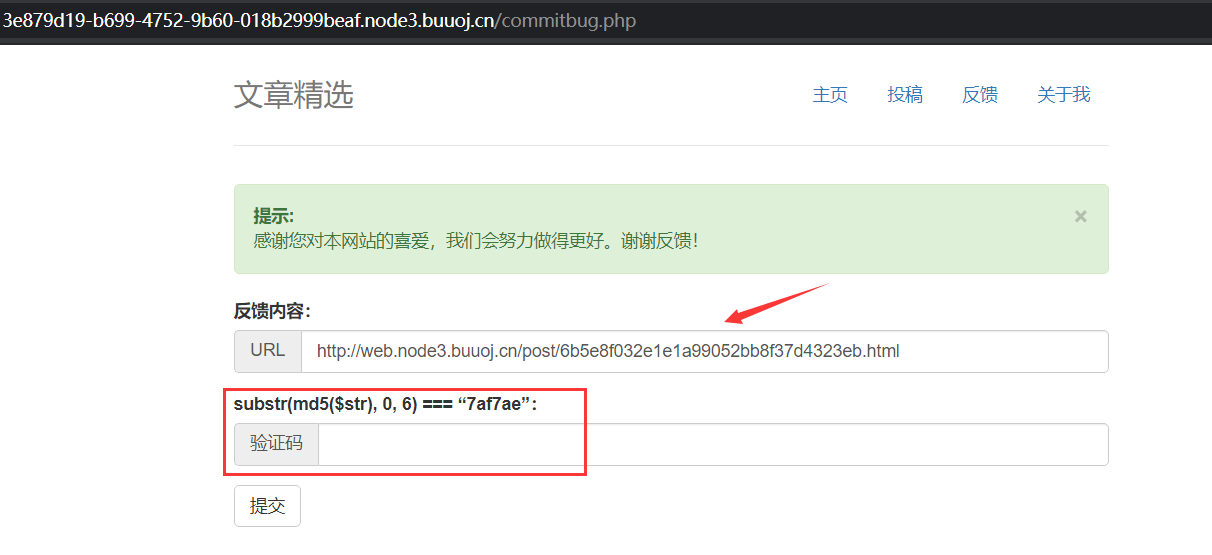 3e879d19-b699-4752-9b60-018b2999beaf.node3.buuoj.cn/commitbug.php
文章精选 主页 投稿 反馈 关于我
提示: ×
感谢您对本网站的喜爱，我们会努力做得更好。谢谢反馈！
反馈内容：
URL http://web.node3.buuoj.cn/post/6b5e8f032e1e1a99052bb8f37d4323eb.html
substr(md5($str), 0, 6) === “7af7ae”：
验证码
提交